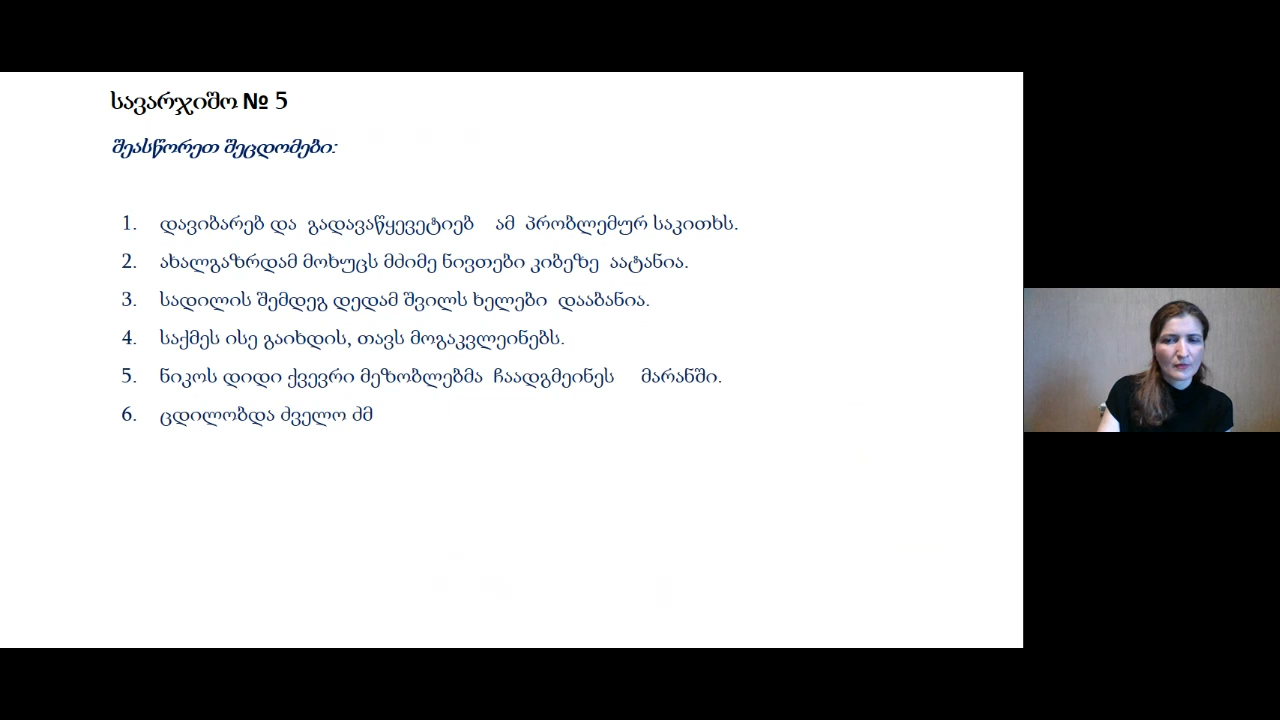 სავარჯიშო № 5
შეასწორეთ შეცდომები:
1. დავიბარებ და გადავაწყევეტიებ ამ პრობლემურ საკითხს.
2. ახალგაზრდამ მოხუცს მძიმე ნივთები კიბეზე აატანია.
3. სადილის შემდეგ დედამ შვილს ხელები დააბანია.
4. საქმეს ისე გაიხდის, თავს მოგაკვლეინებს.
5. ნიკოს დიდი ქვევრი მეზობლებმა ჩაადგმეინეს მარანში.
6. ცდილობდა ძველო ძმ